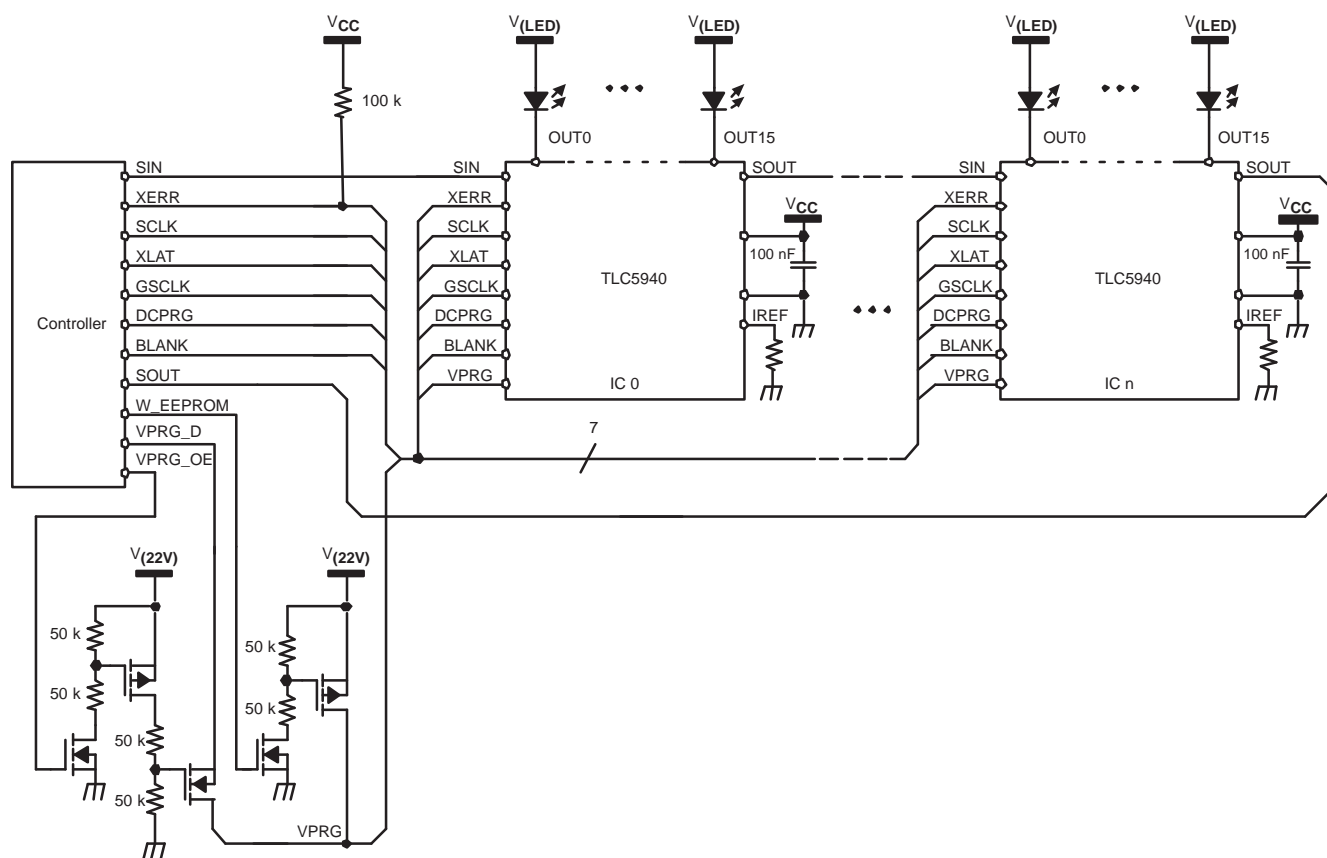 VCC
V(LED)
V(LED)
V(LED)
V(LED)
100 k
OUT0
OUT15
OUT0
OUT15
Controller
SIN
XERR
SCLK
XLAT
GSCLK
DCPRG
BLANK
SOUT
W_EEPROM
VPRG_D
VPRG_OE
SIN
XERR
SCLK
XLAT
GSCLK
DCPRG
BLANK
VPRG
TLC5940
IC 0
SOUT
VCC
100 nF
IREF
SIN
XERR
SCLK
XLAT
GSCLK
DCPRG
BLANK
VPRG
TLC5940
IC n
SOUT
VCC
100 nF
IREF
7
V(22V)
V(22V)
50 k
50 k
50 k
50 k
50 k
50 k
VPRG